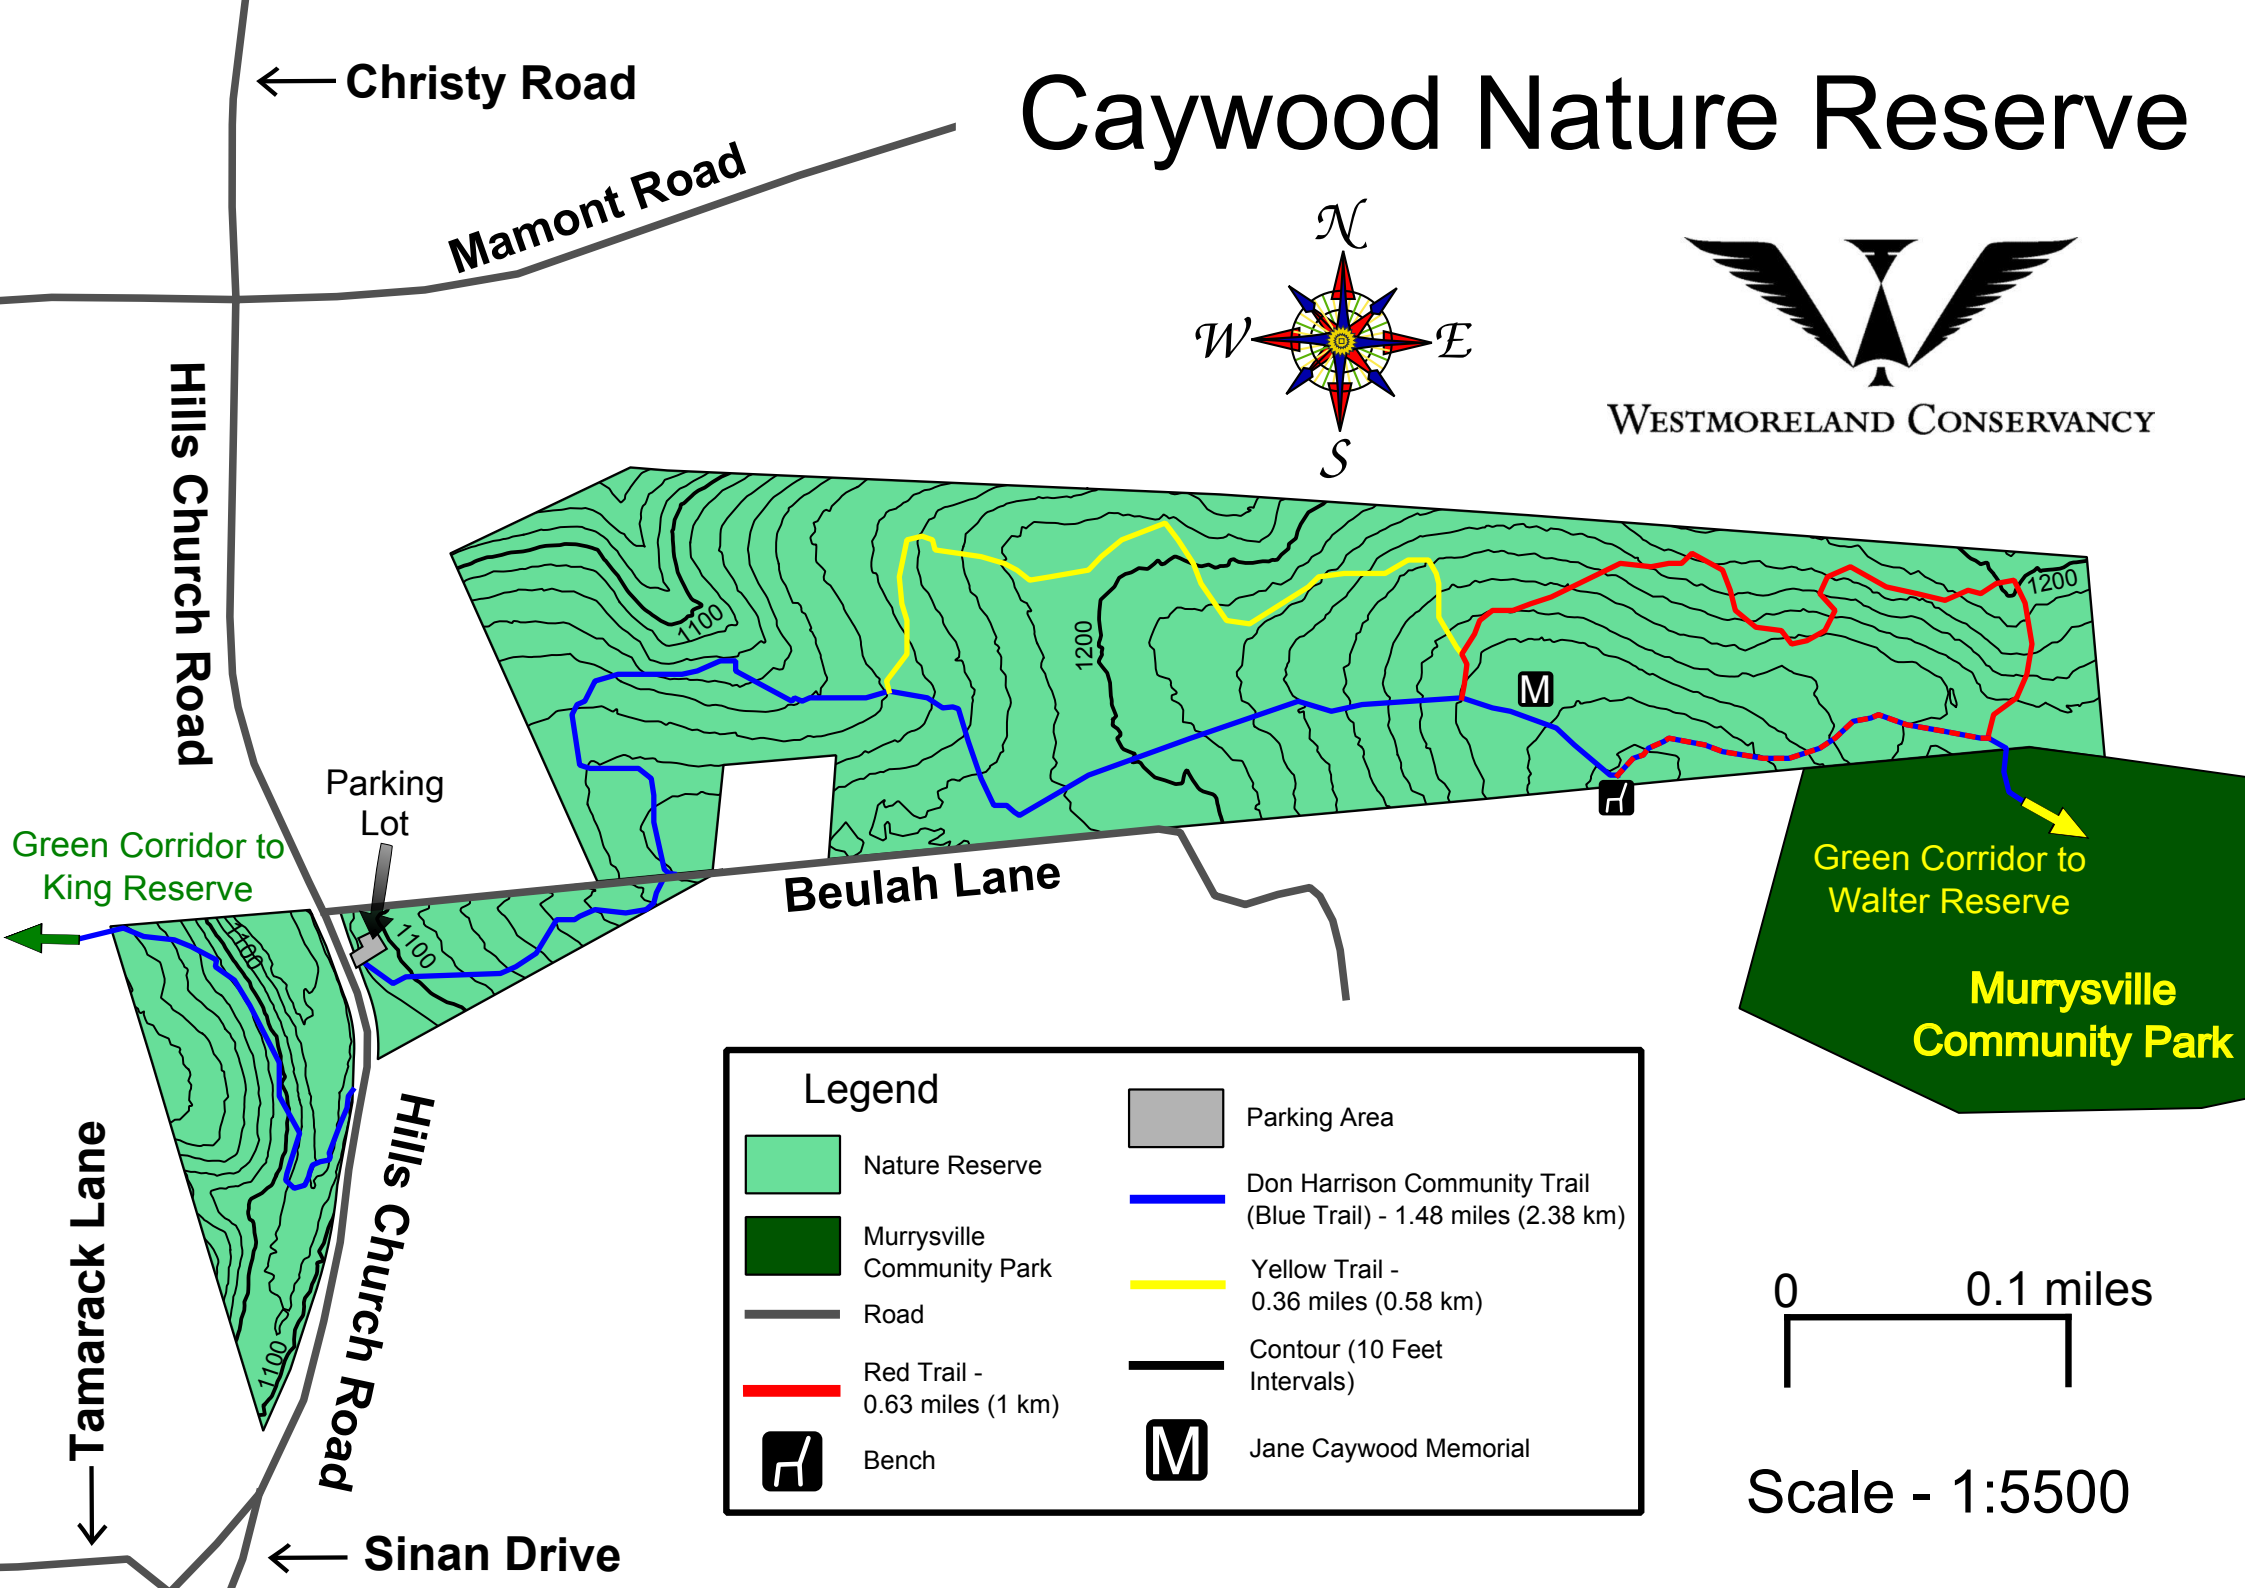 Christy Road
Caywood Nature Reserve
Mamont Road
N
W
E
S
WESTMORELAND CONSERVANCY
Hills Church Road
1100
1200
1200
M
Parking
Lot
Green Corridor to
King Reserve
Beulah Lane
Green Corridor to
Walter Reserve
1100
1100
Murrysville
Community Park
Tamarack Lane
Hills Church Road
1100
Legend
Nature Reserve
Murrysville
Community Park
Road
Red Trail -
0.63 miles (1 km)
Bench
Parking Area
Don Harrison Community Trail
(Blue Trail) - 1.48 miles (2.38 km)
Yellow Trail -
0.36 miles (0.58 km)
Contour (10 Feet
Intervals)
M
Jane Caywood Memorial
0
0.1 miles
Scale - 1:5500
Sinan Drive